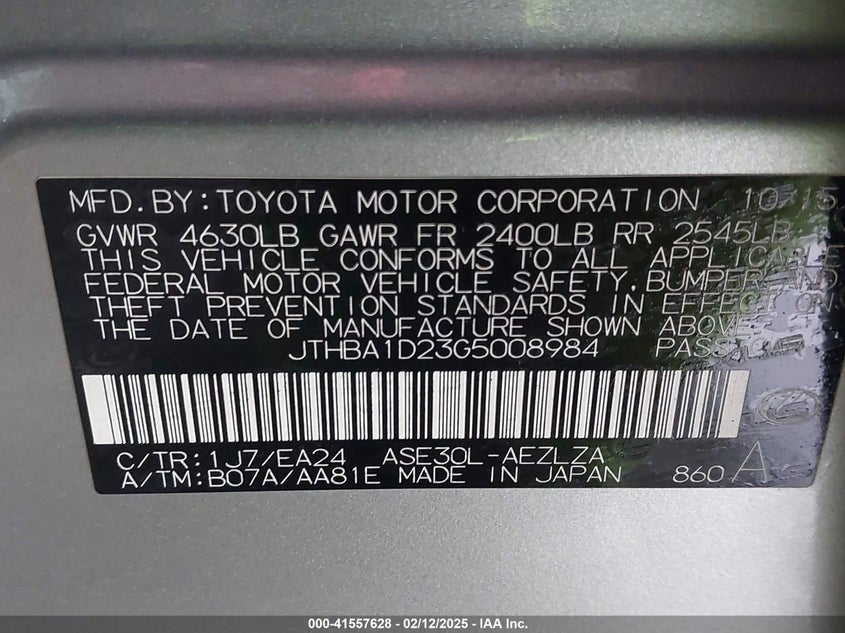 MFD.BY:TOYOTA MOTOR CORPORATION 10/15
GVWR 4630LB GAWR FR 2400LB RR 2545LB
THIS VEHICLE CONFORMS TO ALL APPLICABLE
FEDERAL MOTOR VEHICLE SAFETY.BUMPER AND
THEFT PREVENTION STANDARDS IN EFFECT ON
THE DATE OF MANUFACTURE SHOWN ABOVE.
JTHBA1D23G5008984 PASS.CAR
C/TR:1J7/EA24 ASE30L-AEZLZA
A/TM:B07A/AA81E MADE IN JAPAN 860 A
000-41557628 - 02/12/2025 - IAA Inc.